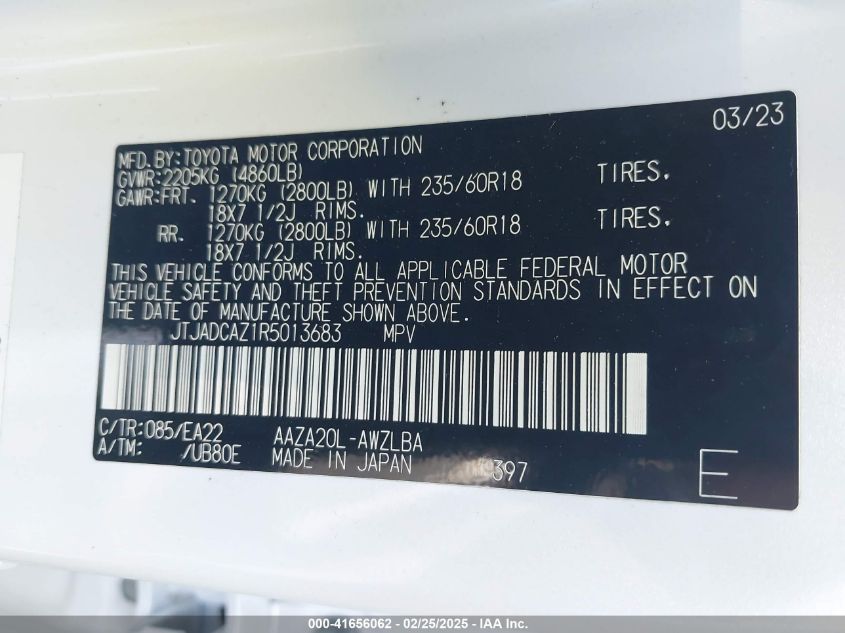 03/23
MFD.BY:TOYOTA MOTOR CORPORATION
GVWR:2205KG (4860LB)
GAWR:FRT. 1270KG (2800LB) WITH 235/60R18 TIRES.
18X7 1/2J RIMS.
RR. 1270KG (2800LB) WITH 235/60R18 TIRES.
18X7 1/2J RIMS.
THIS VEHICLE CONFORMS TO ALL APPLICABLE FEDERAL MOTOR
VEHICLE SAFETY AND THEFT PREVENTION STANDARDS IN EFFECT ON
THE DATE OF MANUFACTURE SHOWN ABOVE.
JTJADCAZ1R5013683 MPV
C/TR:085/EA22 AAZA20L-AWZLBA
A/TM: /UB80E MADE IN JAPAN 397 E
000-41656062 - 02/25/2025 - IAA Inc.